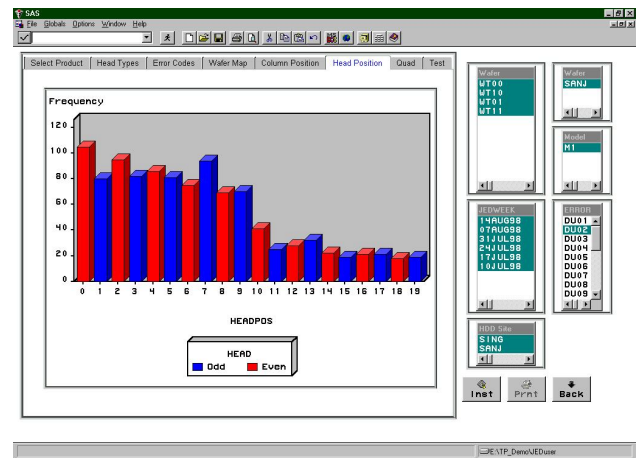 SAS
File Globals Options Window Help
Select Product Head Types Error Codes Wafer Map Column Position Head Position Quad Test
Frequency
120
100
80
60
40
20
0
0 1 2 3 4 5 6 7 8 9 10 11 12 13 14 15 16 17 18 19
HEADPOS
HEAD
Odd Even
Wafer
WT00
WT10
WT01
WT11
Wafer
SANJ
Model
M1
JEDWEEK
14AUG98
07AUG98
31JUL98
24JUL98
17JUL98
10JUL98
ERROR
DU01
DU02
DU03
DU04
DU05
DU06
DU07
DU08
DU09
HDD Site
SING
SANJ
Inst Prnt Back
E:\TP_Demo\JEDuser